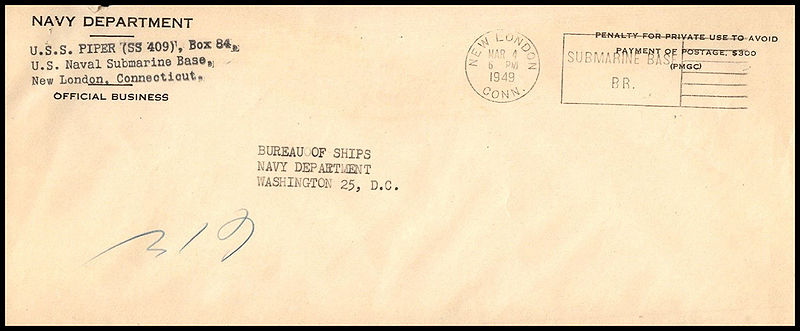 NAVY DEPARTMENT
U.S.S. PIPER (SS 409), Box 84,
U.S. Naval Submarine Base,
New London, Connecticut,
OFFICIAL BUSINESS
NEW LONDON
MAR 4
6 PM
1949
CONN.
SUBMARINE BASE
BR.
PENALTY FOR PRIVATE USE TO AVOID
PAYMENT OF POSTAGE, $300
(PMGC)
BUREAU OF SHIPS
NAVY DEPARTMENT
WASHINGTON 25, D.C.